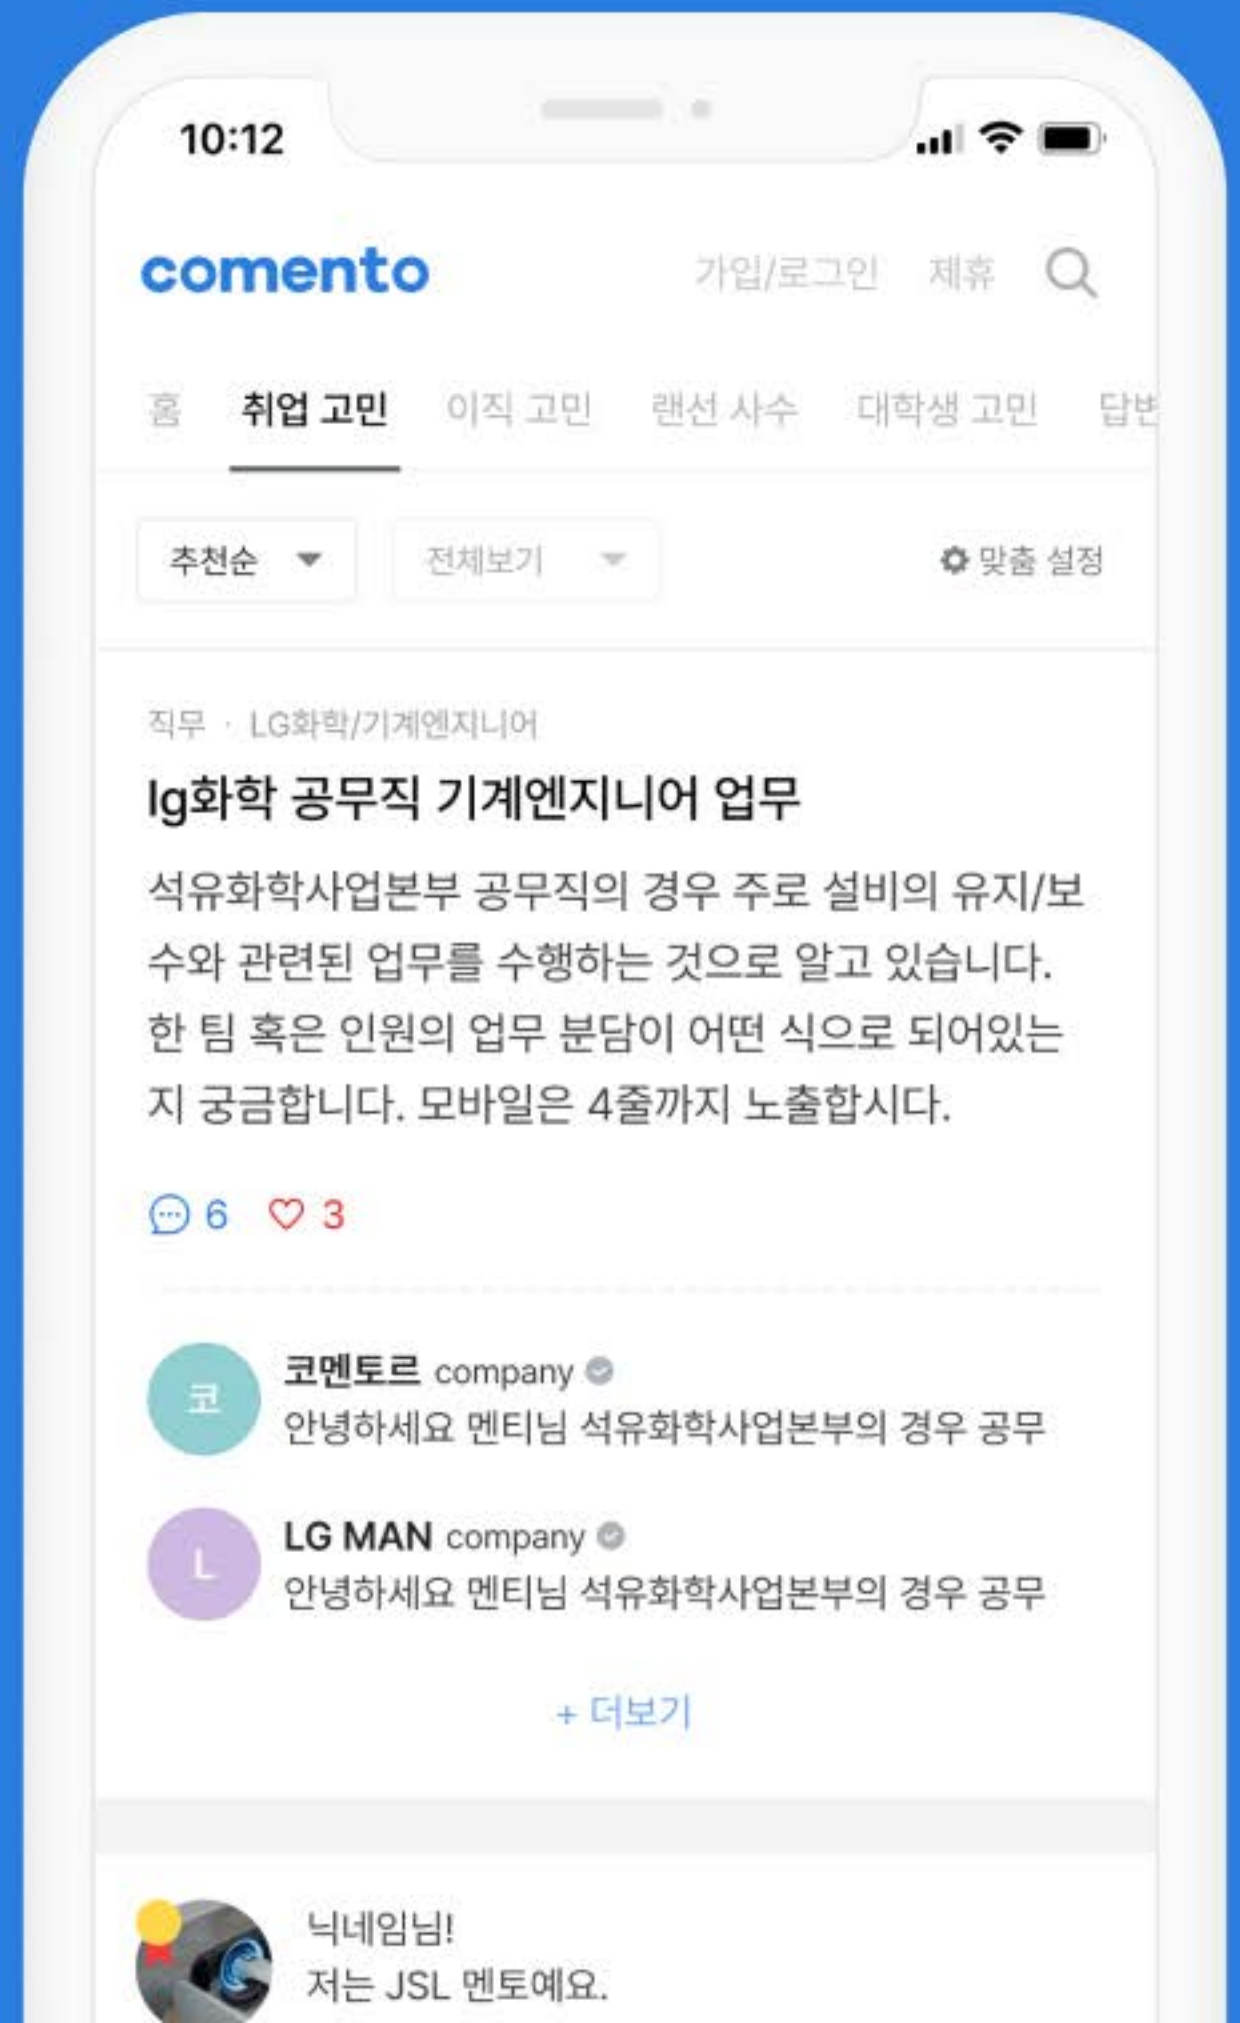 10:12
comento
가입/로그인 제휴
홈 취업 고민 이직 고민 랜선 사수 대학생 고민 답변
추천순 전체보기 맞춤 설정
직무 · LG화학/기계엔지니어
lg화학 공무직 기계엔지니어 업무
석유화학사업본부 공무직의 경우 주로 설비의 유지/보
수와 관련된 업무를 수행하는 것으로 알고 있습니다.
한 팀 혹은 인원의 업무 분담이 어떤 식으로 되어있는
지 궁금합니다. 모바일은 4줄까지 노출합시다.
6 3
코
코멘토르 company
안녕하세요 멘티님 석유화학사업본부의 경우 공무
L
LG MAN company
안녕하세요 멘티님 석유화학사업본부의 경우 공무
+ 더보기
닉네임님!
저는 JSL 멘토예요.